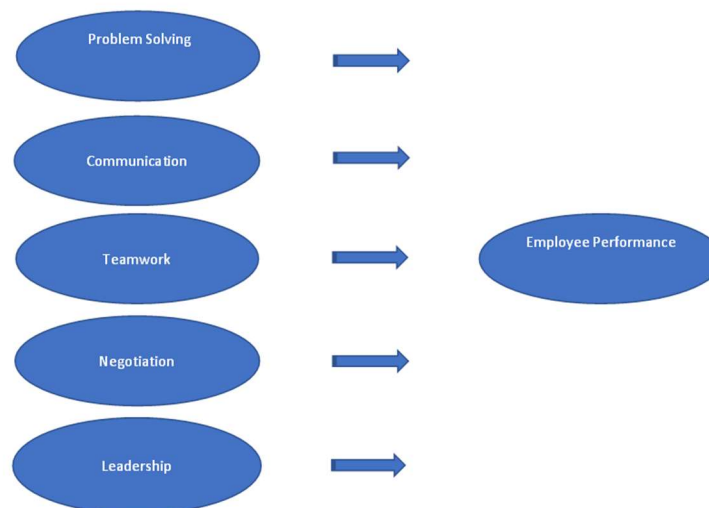 Problem Solving
Communication
Teamwork
Employee Performance
Negotiation
Leadership